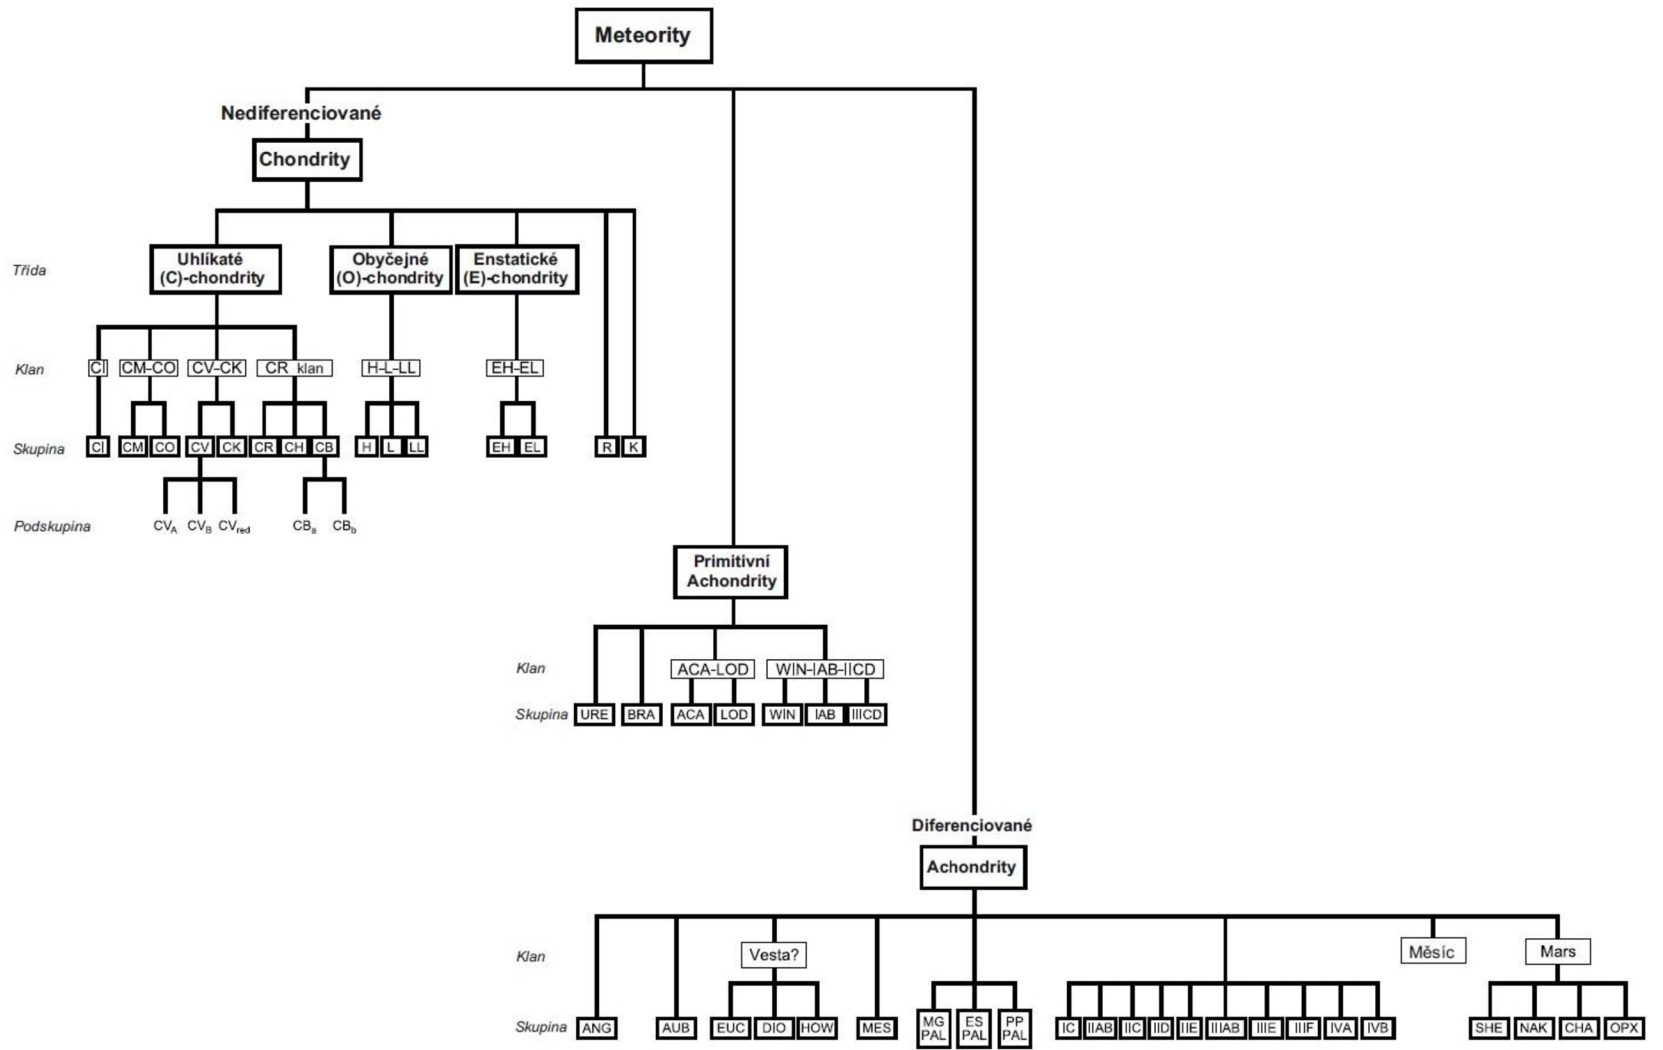 Meteority
Nediferenciované
Chondrity
Třída
Uhlíkaté
(C)-chondrity
Obyčejné
(O)-chondrity
Enstatické
(E)-chondrity
Klan
CI
CM-CO
CV-CK
CR klan
H-L-LL
EH-EL
Skupina
CI
CM
CO
CV
CK
CR
CH
CB
H
L
LL
EH
EL
R
K
Podskupina
CVA
CVB
CVred
CBa
CBb
Primitivní
Achondrity
Klan
ACA-LOD
WIN-IAB-IICD
Skupina
URE
BRA
ACA
LOD
WIN
IAB
IIICD
Diferenciované
Achondrity
Klan
Vesta?
Měsíc
Mars
Skupina
ANG
AUB
EUC
DIO
HOW
MES
MG
PAL
ES
PAL
PP
PAL
IC
IIAB
IIC
IID
IIE
IIIAB
IIIE
IIIF
IVA
IVB
SHE
NAK
CHA
OPX